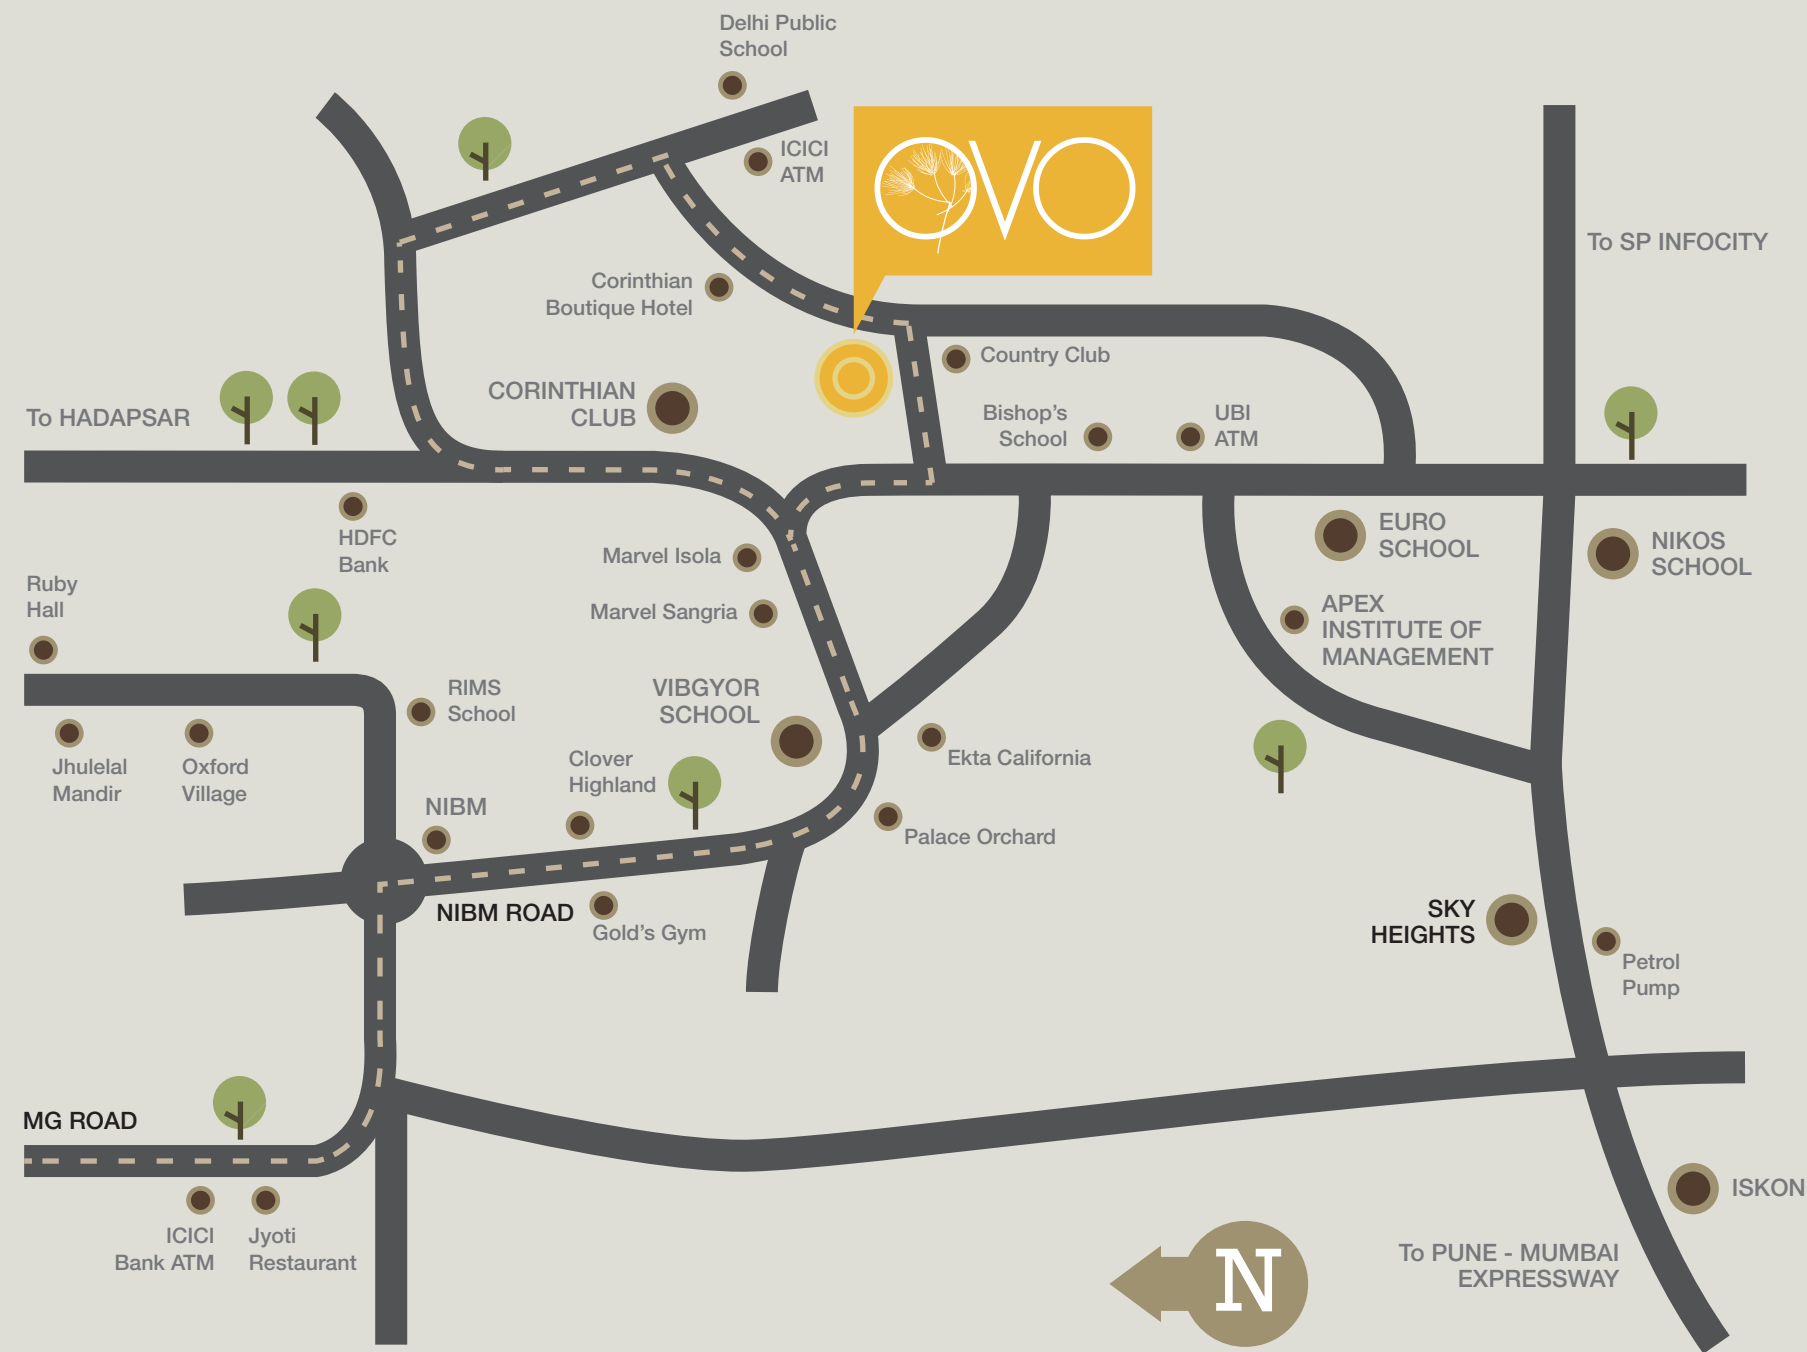 Delhi Public
School
ICICI
ATM
OVO
To SP INFOCITY
Corinthian
Boutique Hotel
Country Club
CORINTHIAN
CLUB
To HADAPSAR
Bishop's
School
UBI
ATM
HDFC
Bank
EURO
SCHOOL
NIKOS
SCHOOL
Marvel Isola
Ruby
Hall
Marvel Sangria
APEX
INSTITUTE OF
MANAGEMENT
RIMS
School
VIBGYOR
SCHOOL
Jhulelal
Mandir
Oxford
Village
Clover
Highland
Ekta California
NIBM
Palace Orchard
NIBM ROAD
Gold's Gym
SKY
HEIGHTS
Petrol
Pump
MG ROAD
ICICI
Bank ATM
Jyoti
Restaurant
ISKON
N
To PUNE - MUMBAI
EXPRESSWAY